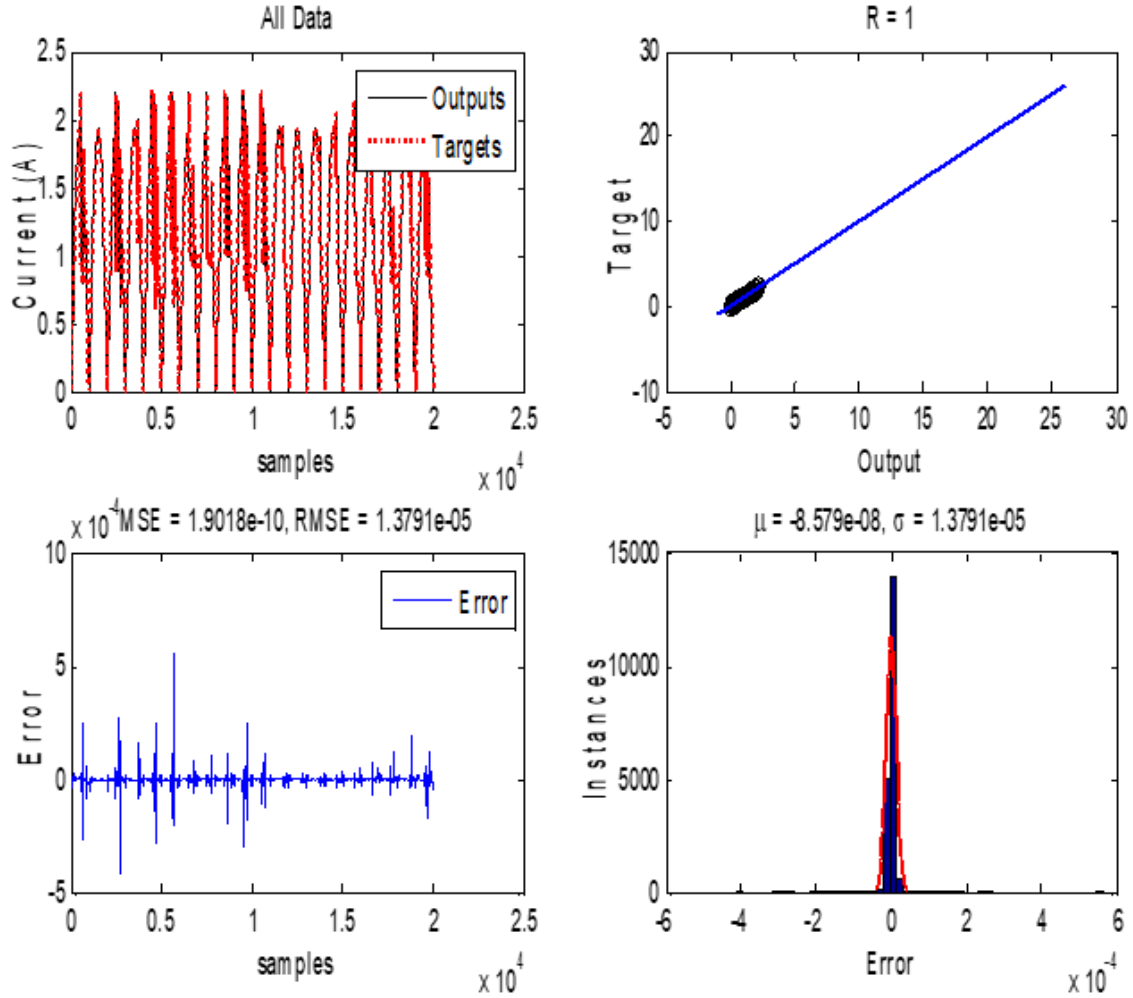 All Data
2.5
2
1.5
1
0.5
0
Current (A)
Outputs
Targets
0 0.5 1 1.5 2 2.5
samples
x 10^4
R = 1
30
20
10
0
-10
Target
-5 0 5 10 15 20 25 30
Output
x 10^-4 MSE = 1.9018e-10, RMSE = 1.3791e-05
10
5
0
-5
Error
Error
0 0.5 1 1.5 2 2.5
samples
x 10^4
μ = -8.579e-08, σ = 1.3791e-05
15000
10000
5000
0
Instances
-6 -4 -2 0 2 4 6
Error
x 10^-4